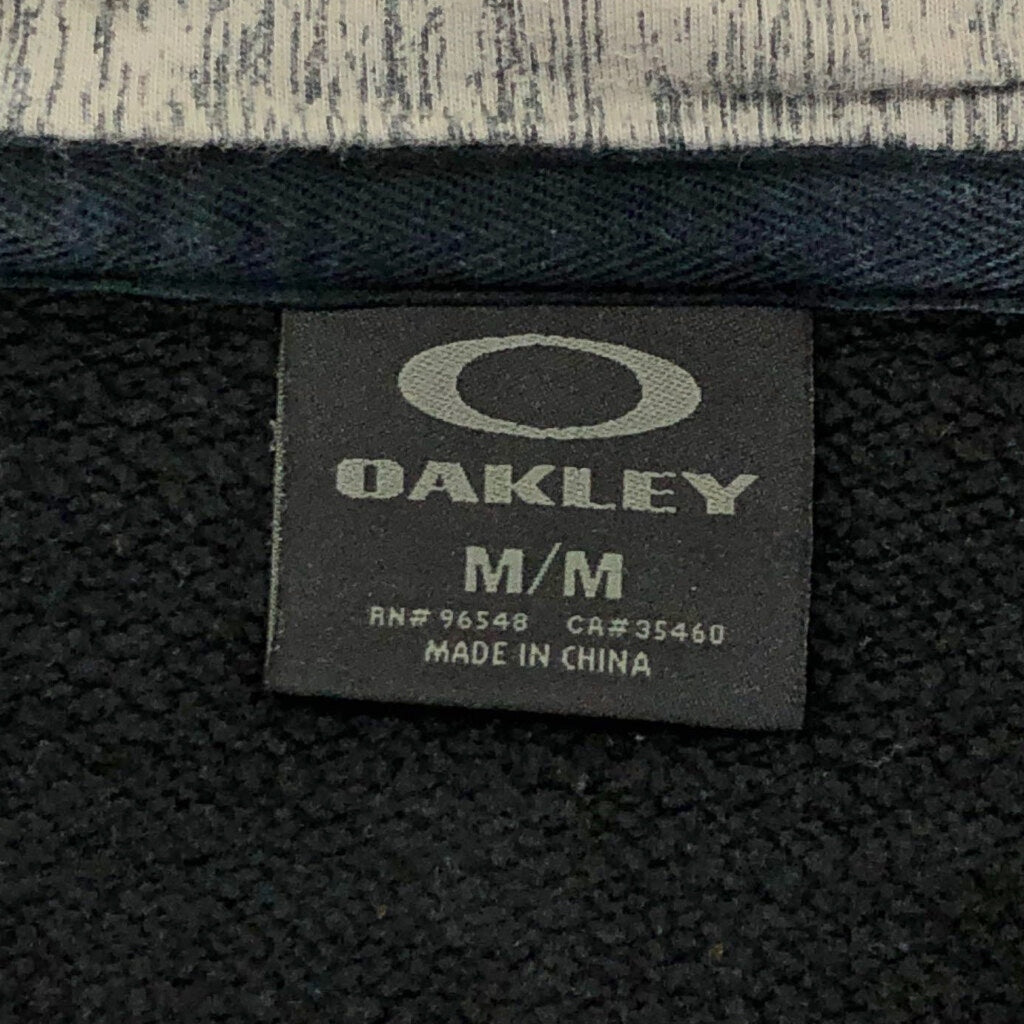 OAKLEY
M/M
RN# 96548 CA# 35460
MADE IN CHINA